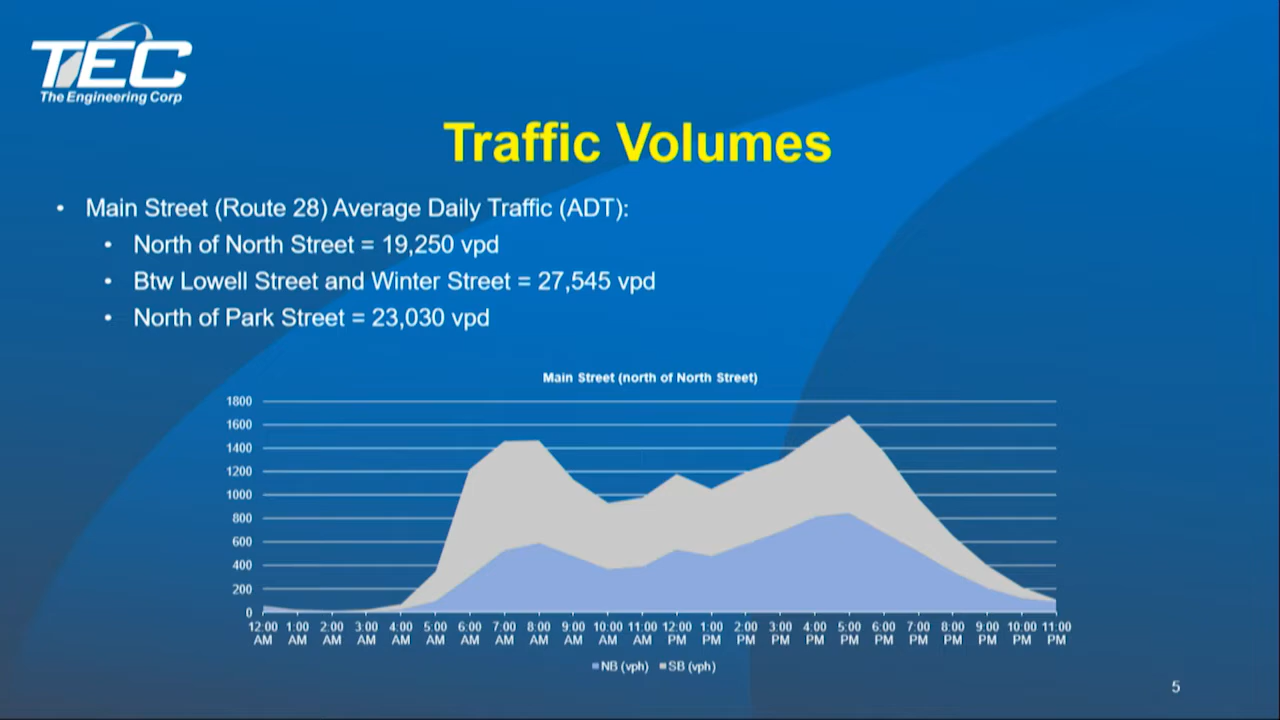 TEC
The Engineering Corp
Traffic Volumes
• Main Street (Route 28) Average Daily Traffic (ADT):
• North of North Street = 19,250 vpd
• Btw Lowell Street and Winter Street = 27,545 vpd
• North of Park Street = 23,030 vpd
Main Street (north of North Street)
1800
1600
1400
1200
1000
800
600
400
200
0
12:00 1:00 2:00 3:00 4:00 5:00 6:00 7:00 8:00 9:00 10:00 11:00 12:00 1:00 2:00 3:00 4:00 5:00 6:00 7:00 8:00 9:00 10:00 11:00
AM AM AM AM AM AM AM AM AM AM AM AM PM PM PM PM PM PM PM PM PM PM PM PM
NB (vph) SB (vph)
5